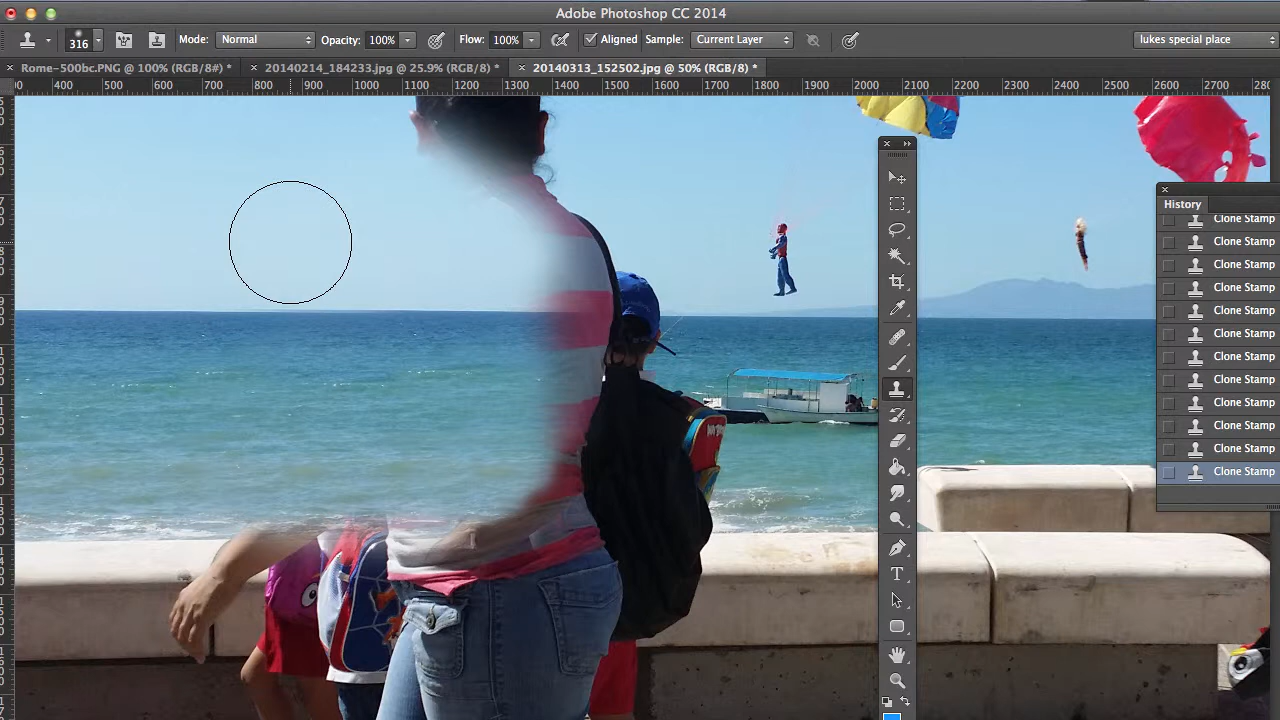 Adobe Photoshop CC 2014
316 Mode: Normal Opacity: 100% Flow: 100% Aligned Sample: Current Layer lukes special place
Rome-500bc.PNG @ 100% (RGB/8#) * 20140214_184233.jpg @ 25.9% (RGB/8) * 20140313_152502.jpg @ 50% (RGB/8) *
400 500 600 700 800 900 1000 1100 1200 1300 1400 1500 1600 1700 1800 1900 2000 2100 2200 2300 2400 2500 2600 2700
History
Clone Stamp
Clone Stamp
Clone Stamp
Clone Stamp
Clone Stamp
Clone Stamp
Clone Stamp
Clone Stamp
Clone Stamp
Clone Stamp
Clone Stamp
Clone Stamp